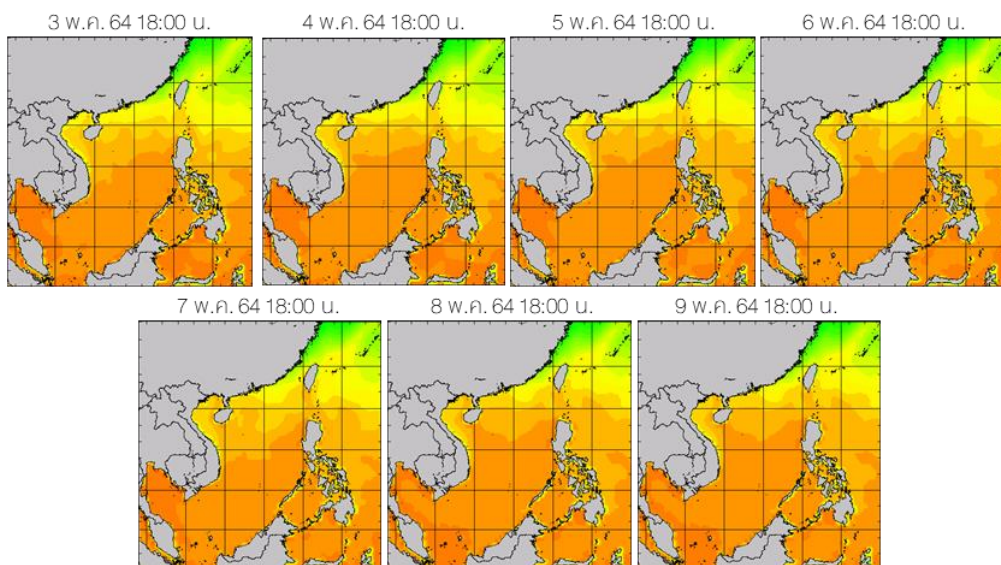 3 พ.ค. 64 18:00 น.
4 พ.ค. 64 18:00 น.
5 พ.ค. 64 18:00 น.
6 พ.ค. 64 18:00 น.
7 พ.ค. 64 18:00 น.
8 พ.ค. 64 18:00 น.
9 พ.ค. 64 18:00 น.